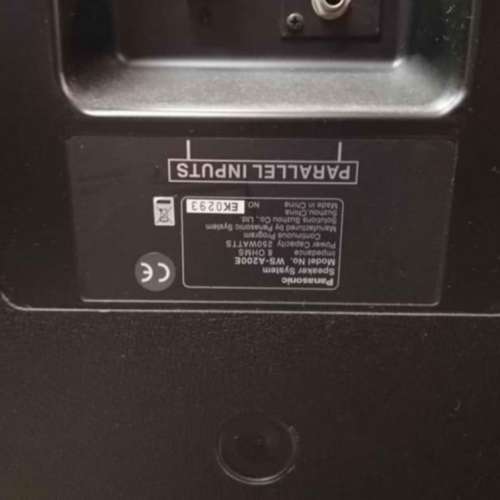 Panasonic
Speaker System
Model No. WS-A200E
Impedance 8 OHMS
Power Capacity 250WATTS
Continuous Program
Manufactured by Panasonic System
Solutions Suzhou Co., Ltd.
Suzhou China
Made in China
NO. EK0293
PARALLEL INPUTS
CE